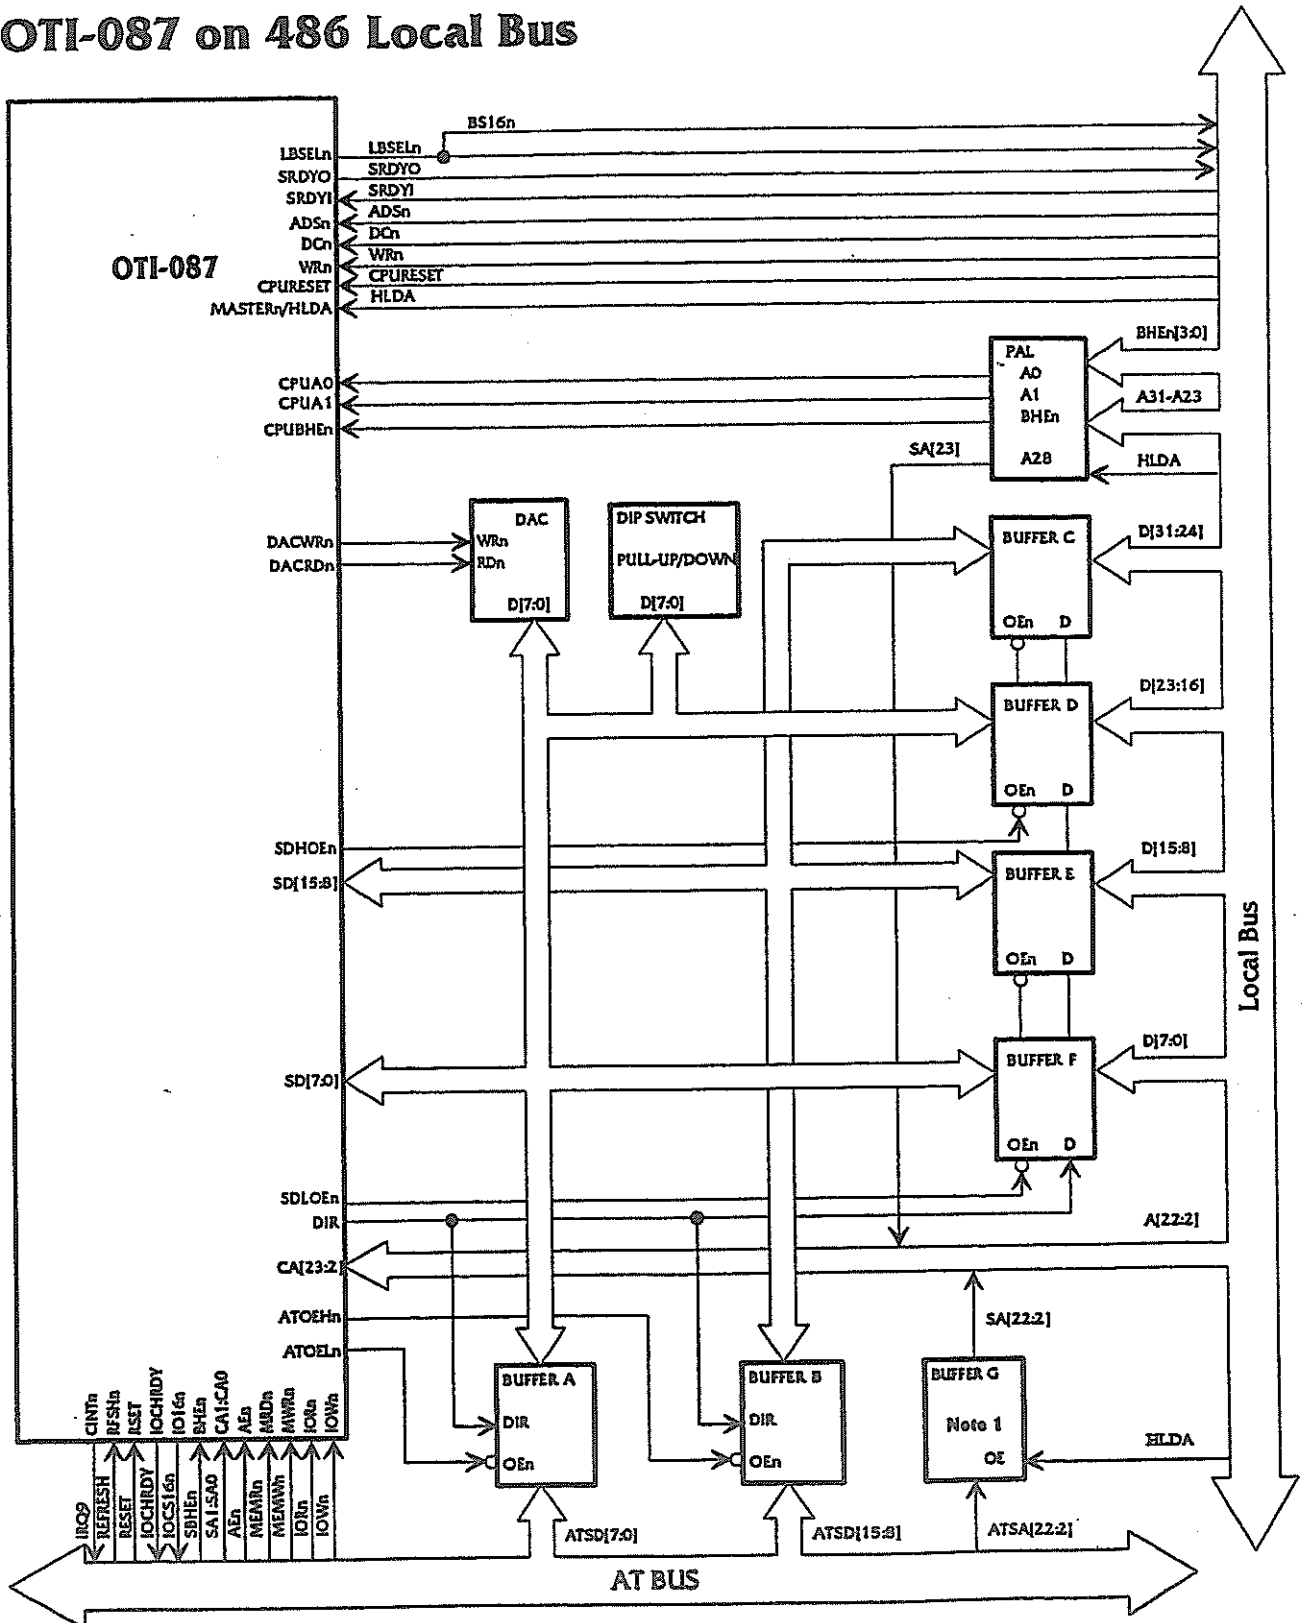 OTI-087 on 486 Local Bus
BS16n
LBSELn LBSELn
SRDYO SRDYO
SRDYI SRDYI
ADSn ADSn
DCn DCn
OTI-087
WRn WRn
CPURESET CPURESET
MASTERn/HLDA HLDA
BHEn[3:0]
PAL
CPUA0 A0
CPUA1 A1
A31-A23
CPUBHEn BHEn
SA[23] A28 HLDA
DAC
DIP SWITCH
BUFFER C
D[31:24]
DACWRn WRn
DACRDn RDn
PULL-UP/DOWN
D[7:0]
D[7:0]
OEn D
D[23:16]
BUFFER D
OEn D
SDHOEn
D[15:8]
SD[15:8]
BUFFER E
OEn D
Local Bus
D[7:0]
SD[7:0]
BUFFER F
OEn D
SDLOEn
DIR
A[22:2]
CA[23:2]
ATOEHn
SA[22:2]
ATOELn
BUFFER A
DIR
OEn
BUFFER B
DIR
OEn
BUFFER G
Note 1
OE
HLDA
CINTn
RFSHn
RSET
IOCHRDY
IO16n
BHEn
CA1:CA0
AEn
MRDn
MWRn
IORn
IOWn
IRQ9
REFRESH
RESET
IOCHRDY
IOCS16n
SBHEn
SA1:SA0
AEn
MEMRn
MEMWn
IORn
IOWn
ATSD[7:0]
ATSD[15:8]
ATSA[22:2]
AT BUS